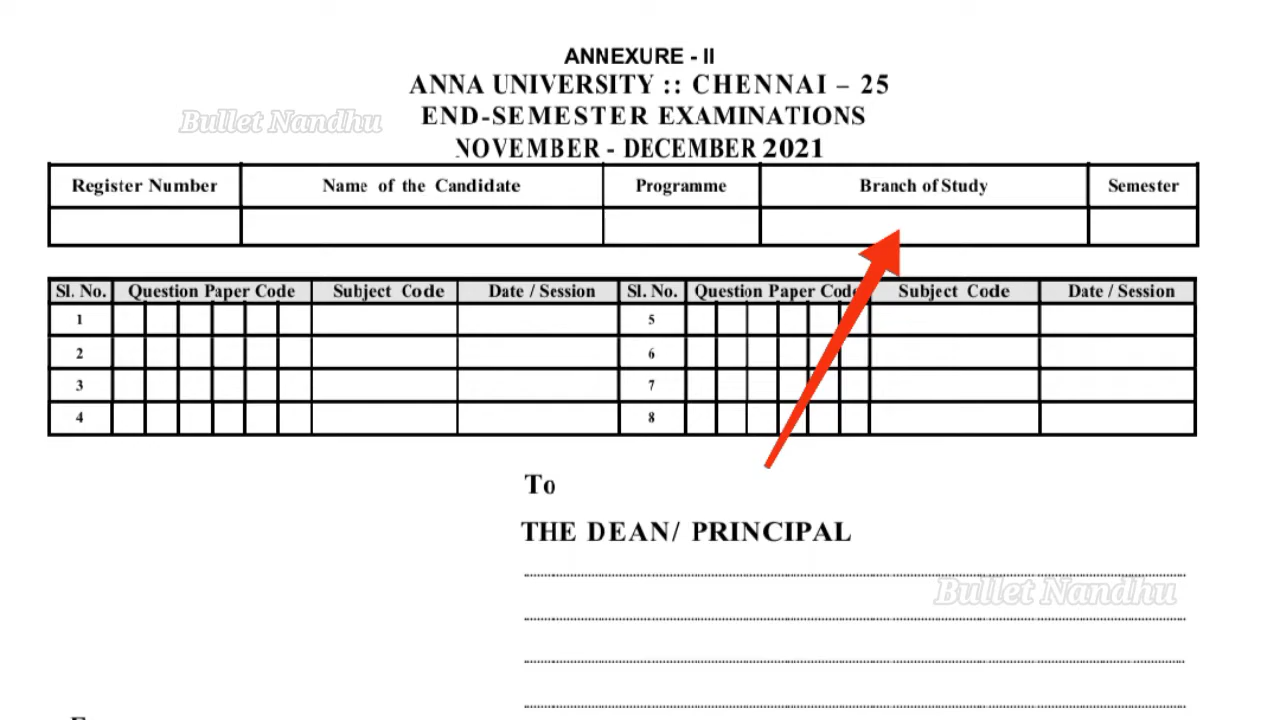 ANNEXURE - II
ANNA UNIVERSITY :: CHENNAI – 25
Bullet Nandhu
END-SEMESTER EXAMINATIONS
NOVEMBER - DECEMBER 2021
Register Number Name of the Candidate Programme Branch of Study Semester
Sl. No. Question Paper Code Subject Code Date / Session Sl. No. Question Paper Code Subject Code Date / Session
1 5
2 6
3 7
4 8
To
THE DEAN/ PRINCIPAL
Bullet Nandhu